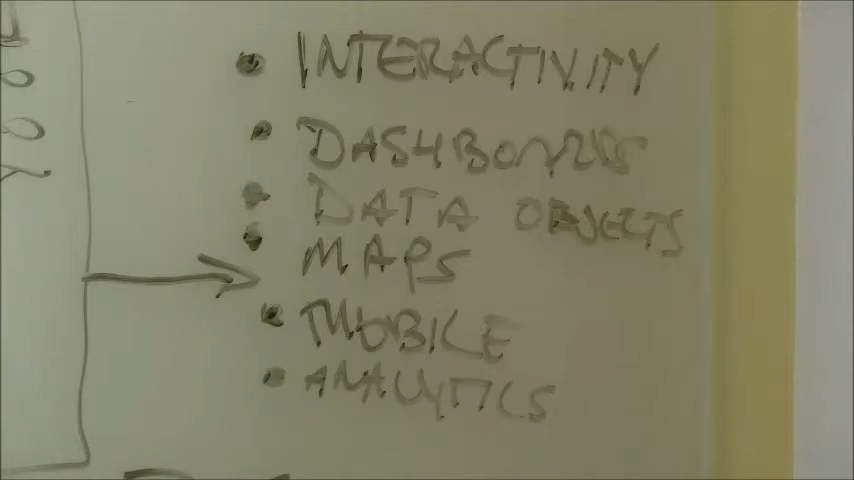 • INTERACTIVITY
• DASHBOARDS
• DATA OBJECTS
• MAPS
• MOBILE
• ANALYTICS